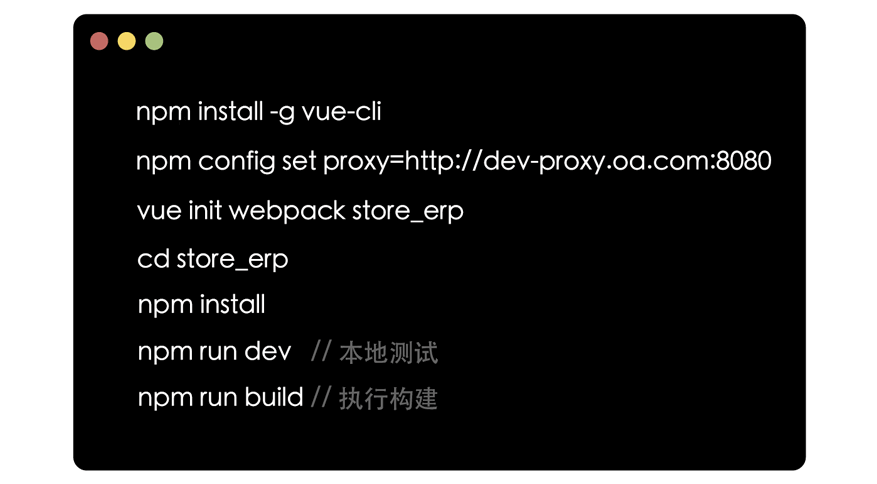 npm install -g vue-cli
npm config set proxy=http://dev-proxy.oa.com:8080
vue init webpack store_erp
cd store_erp
npm install
npm run dev // 本地测试
npm run build // 执行构建